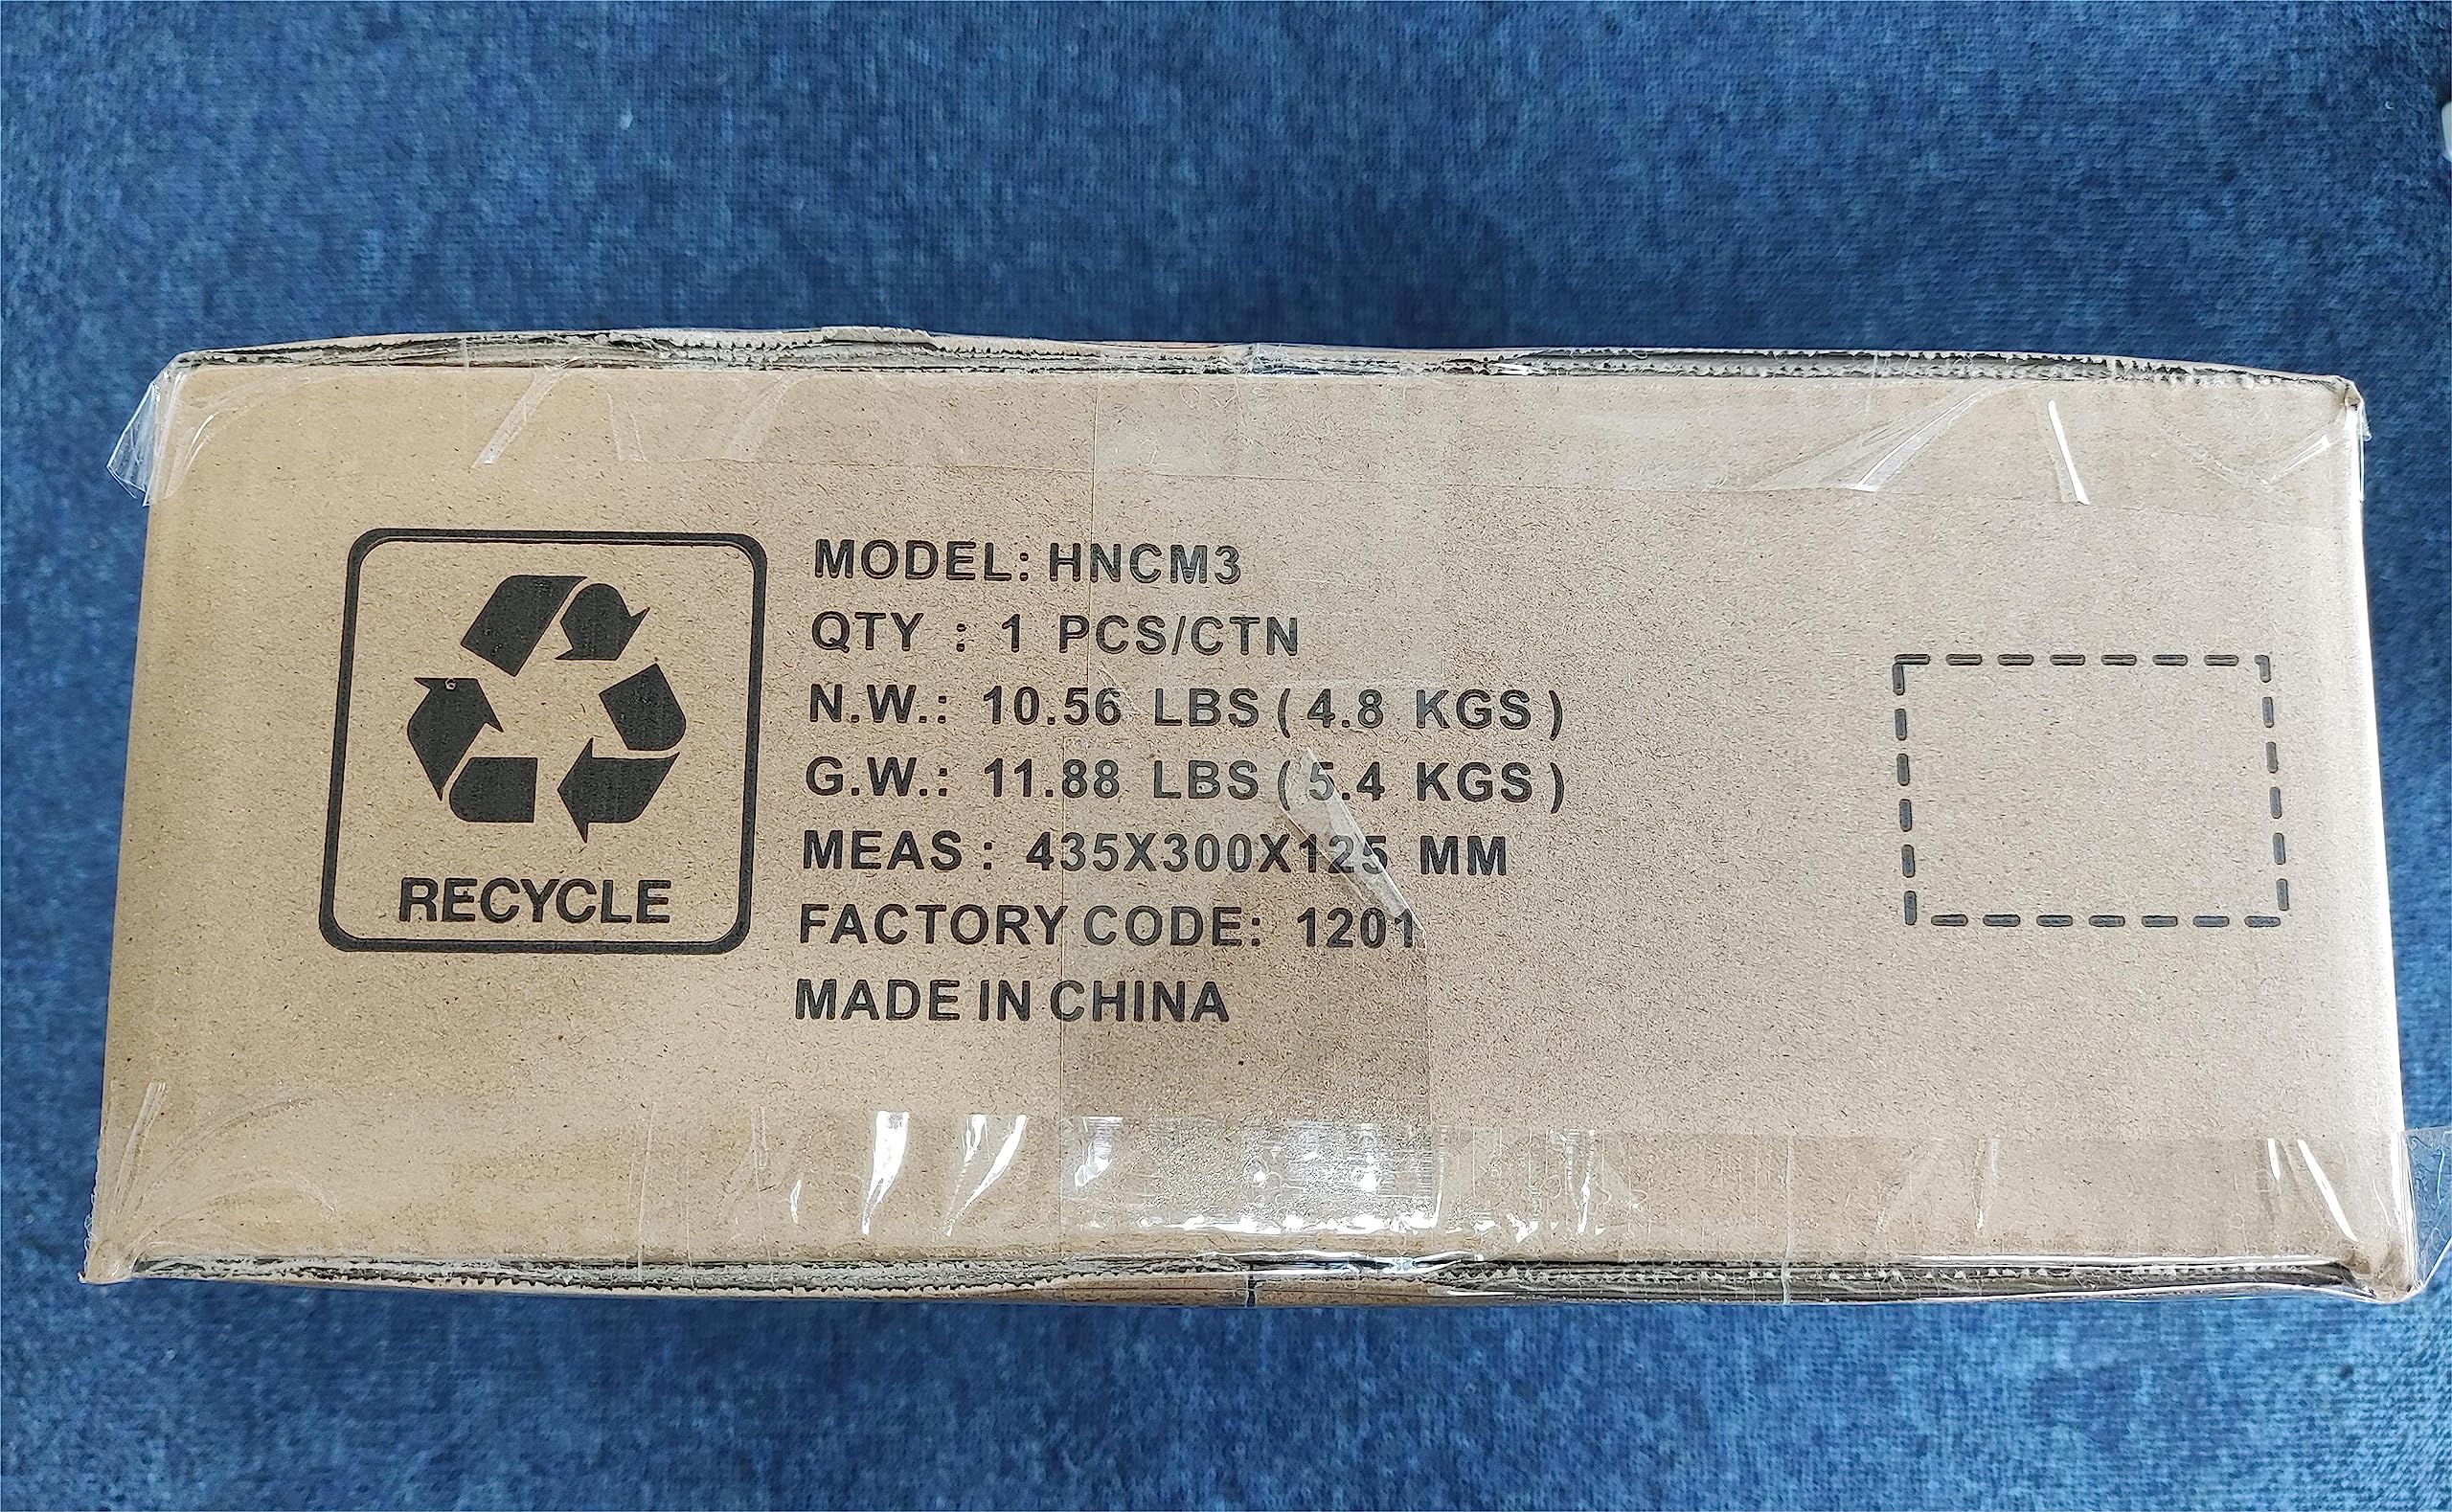 MODEL: HNCM3
QTY : 1 PCS/CTN
N.W.: 10.56 LBS ( 4.8 KGS )
G.W.: 11.88 LBS ( 5.4 KGS )
MEAS : 435X300X125 MM
FACTORY CODE: 1201
MADE IN CHINA
RECYCLE